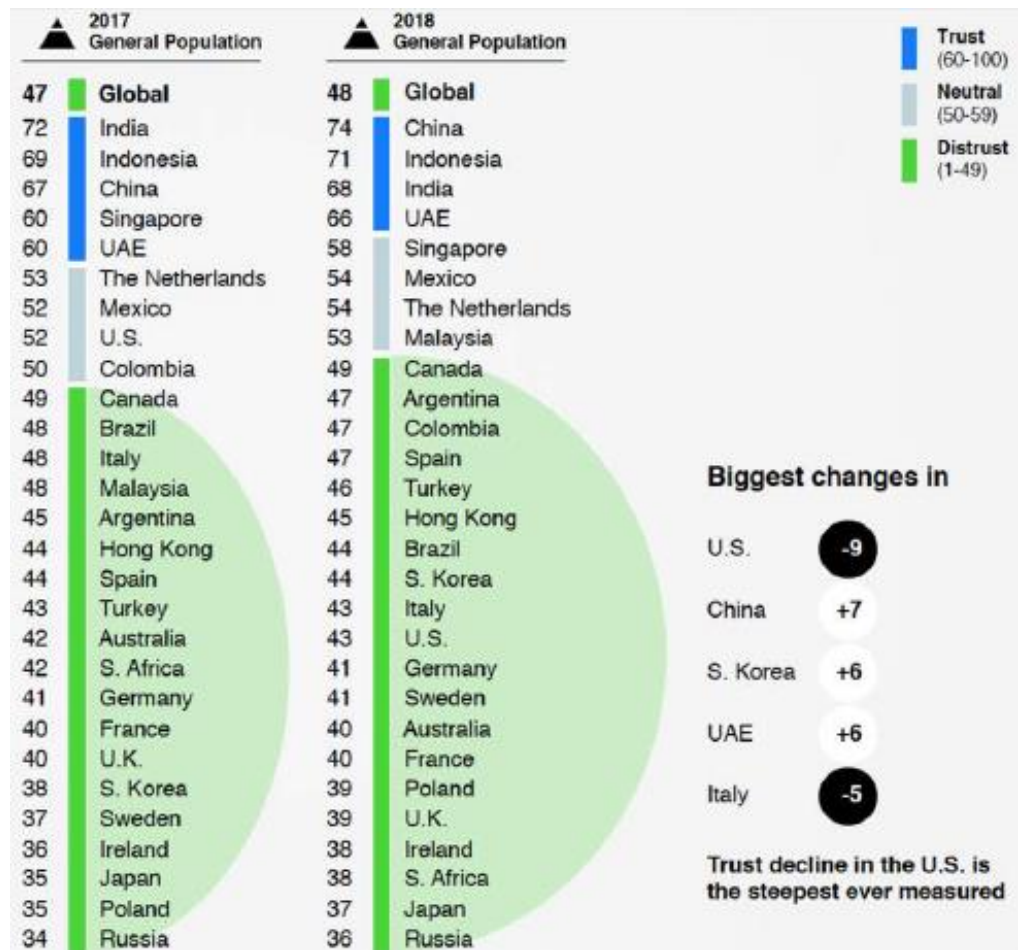 2017
General Population
47 Global
72 India
69 Indonesia
67 China
60 Singapore
60 UAE
53 The Netherlands
52 Mexico
52 U.S.
50 Colombia
49 Canada
48 Brazil
48 Italy
48 Malaysia
45 Argentina
44 Hong Kong
44 Spain
43 Turkey
42 Australia
42 S. Africa
41 Germany
40 France
40 U.K.
38 S. Korea
37 Sweden
36 Ireland
35 Japan
35 Poland
34 Russia
2018
General Population
48 Global
74 China
71 Indonesia
68 India
66 UAE
58 Singapore
54 Mexico
54 The Netherlands
53 Malaysia
49 Canada
47 Argentina
47 Colombia
47 Spain
46 Turkey
45 Hong Kong
44 Brazil
44 S. Korea
43 Italy
43 U.S.
41 Germany
41 Sweden
40 Australia
40 France
39 Poland
39 U.K.
38 Ireland
38 S. Africa
37 Japan
36 Russia
Trust
(60-100)
Neutral
(50-59)
Distrust
(1-49)
Biggest changes in
U.S. -9
China +7
S. Korea +6
UAE +6
Italy -5
Trust decline in the U.S. is
the steepest ever measured